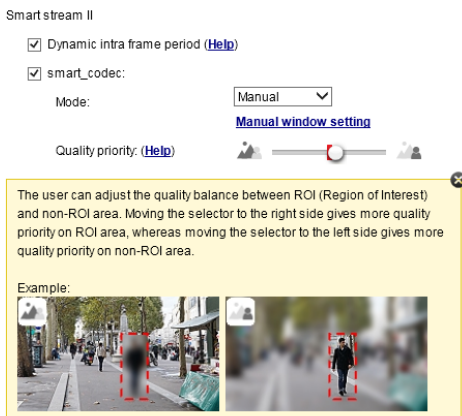 Smart stream II
Dynamic intra frame period (Help)
smart_codec:
Mode: Manual
Manual window setting
Quality priority: (Help)
The user can adjust the quality balance between ROI (Region of Interest)
and non-ROI area. Moving the selector to the right side gives more quality
priority on ROI area, whereas moving the selector to the left side gives more
quality priority on non-ROI area.
Example: